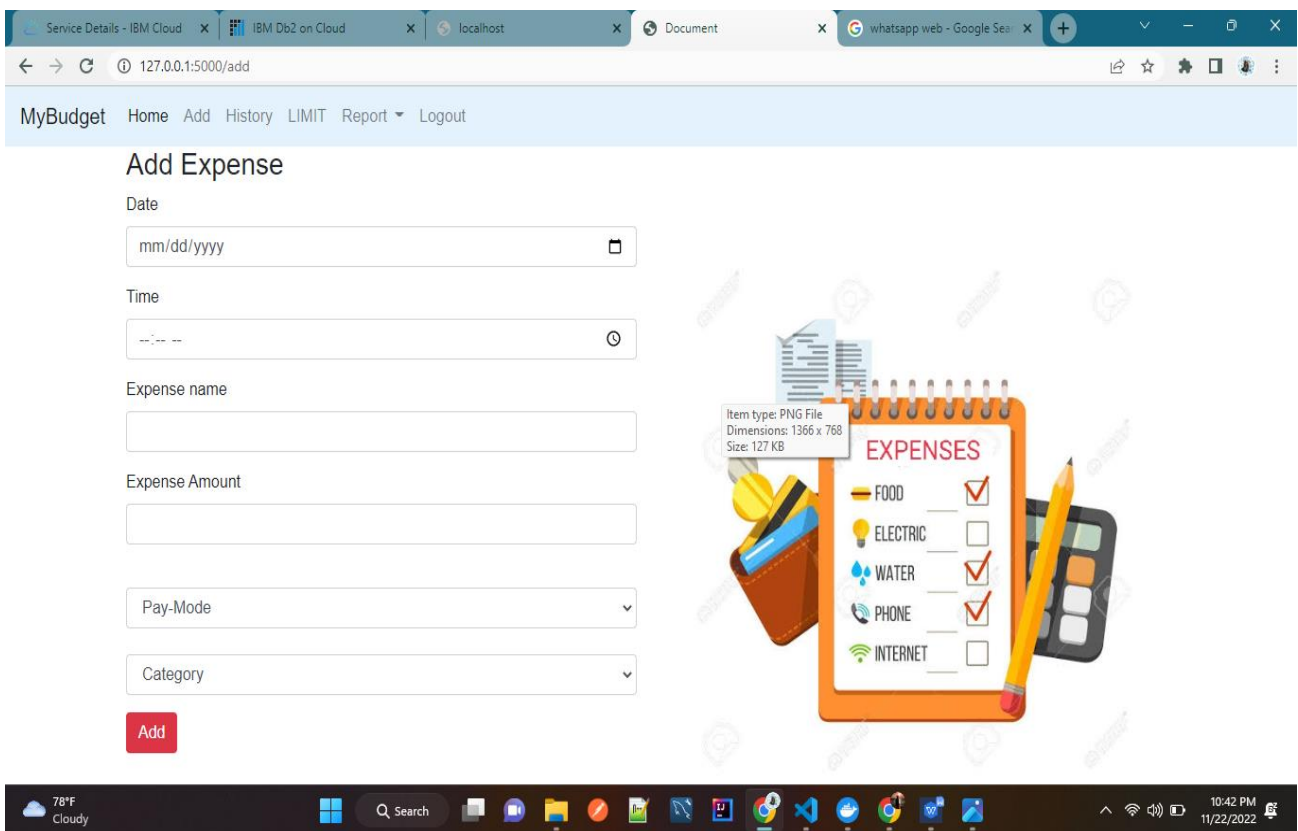 Service Details - IBM Cloud
IBM Db2 on Cloud
localhost
Document
whatsapp web - Google Sea
127.0.0.1:5000/add
MyBudget Home Add History LIMIT Report Logout
Add Expense
Date
mm/dd/yyyy
Time
--:-- --
Expense name
Expense Amount
Pay-Mode
Category
Add
Item type: PNG File
Dimensions: 1366 x 768
Size: 127 KB
EXPENSES
FOOD
ELECTRIC
WATER
PHONE
INTERNET
78°F
Cloudy
Search
10:42 PM
11/22/2022